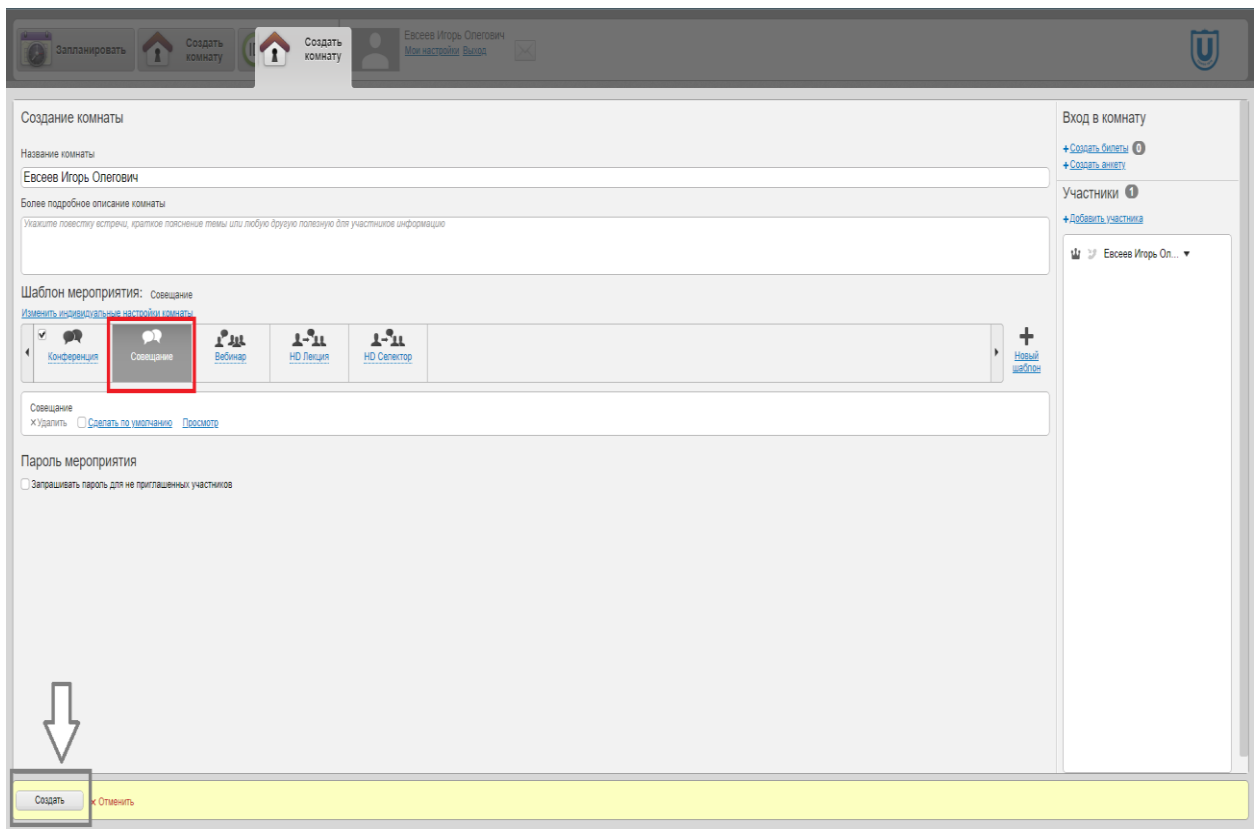 Запланировать
Создать
комнату
Создать
комнату
Евсеев Игорь Олегович
Мои настройки Выход
Создание комнаты
Название комнаты
Евсеев Игорь Олегович
Более подробное описание комнаты
Укажите повестку встречи, краткое пояснение темы или любую другую полезную для участников информацию
Шаблон мероприятия: Совещание
Изменить индивидуальные настройки комнаты
Конференция
Совещание
Вебинар
HD Лекция
HD Селектор
+
Новый
шаблон
Совещание
×Удалить Сделать по умолчанию Просмотр
Пароль мероприятия
Запрашивать пароль для не приглашенных участников
Вход в комнату
+Создать билеты 0
+Создать анкету
Участники 1
+Добавить участника
Евсеев Игорь Ол... ▼
Создать × Отменить